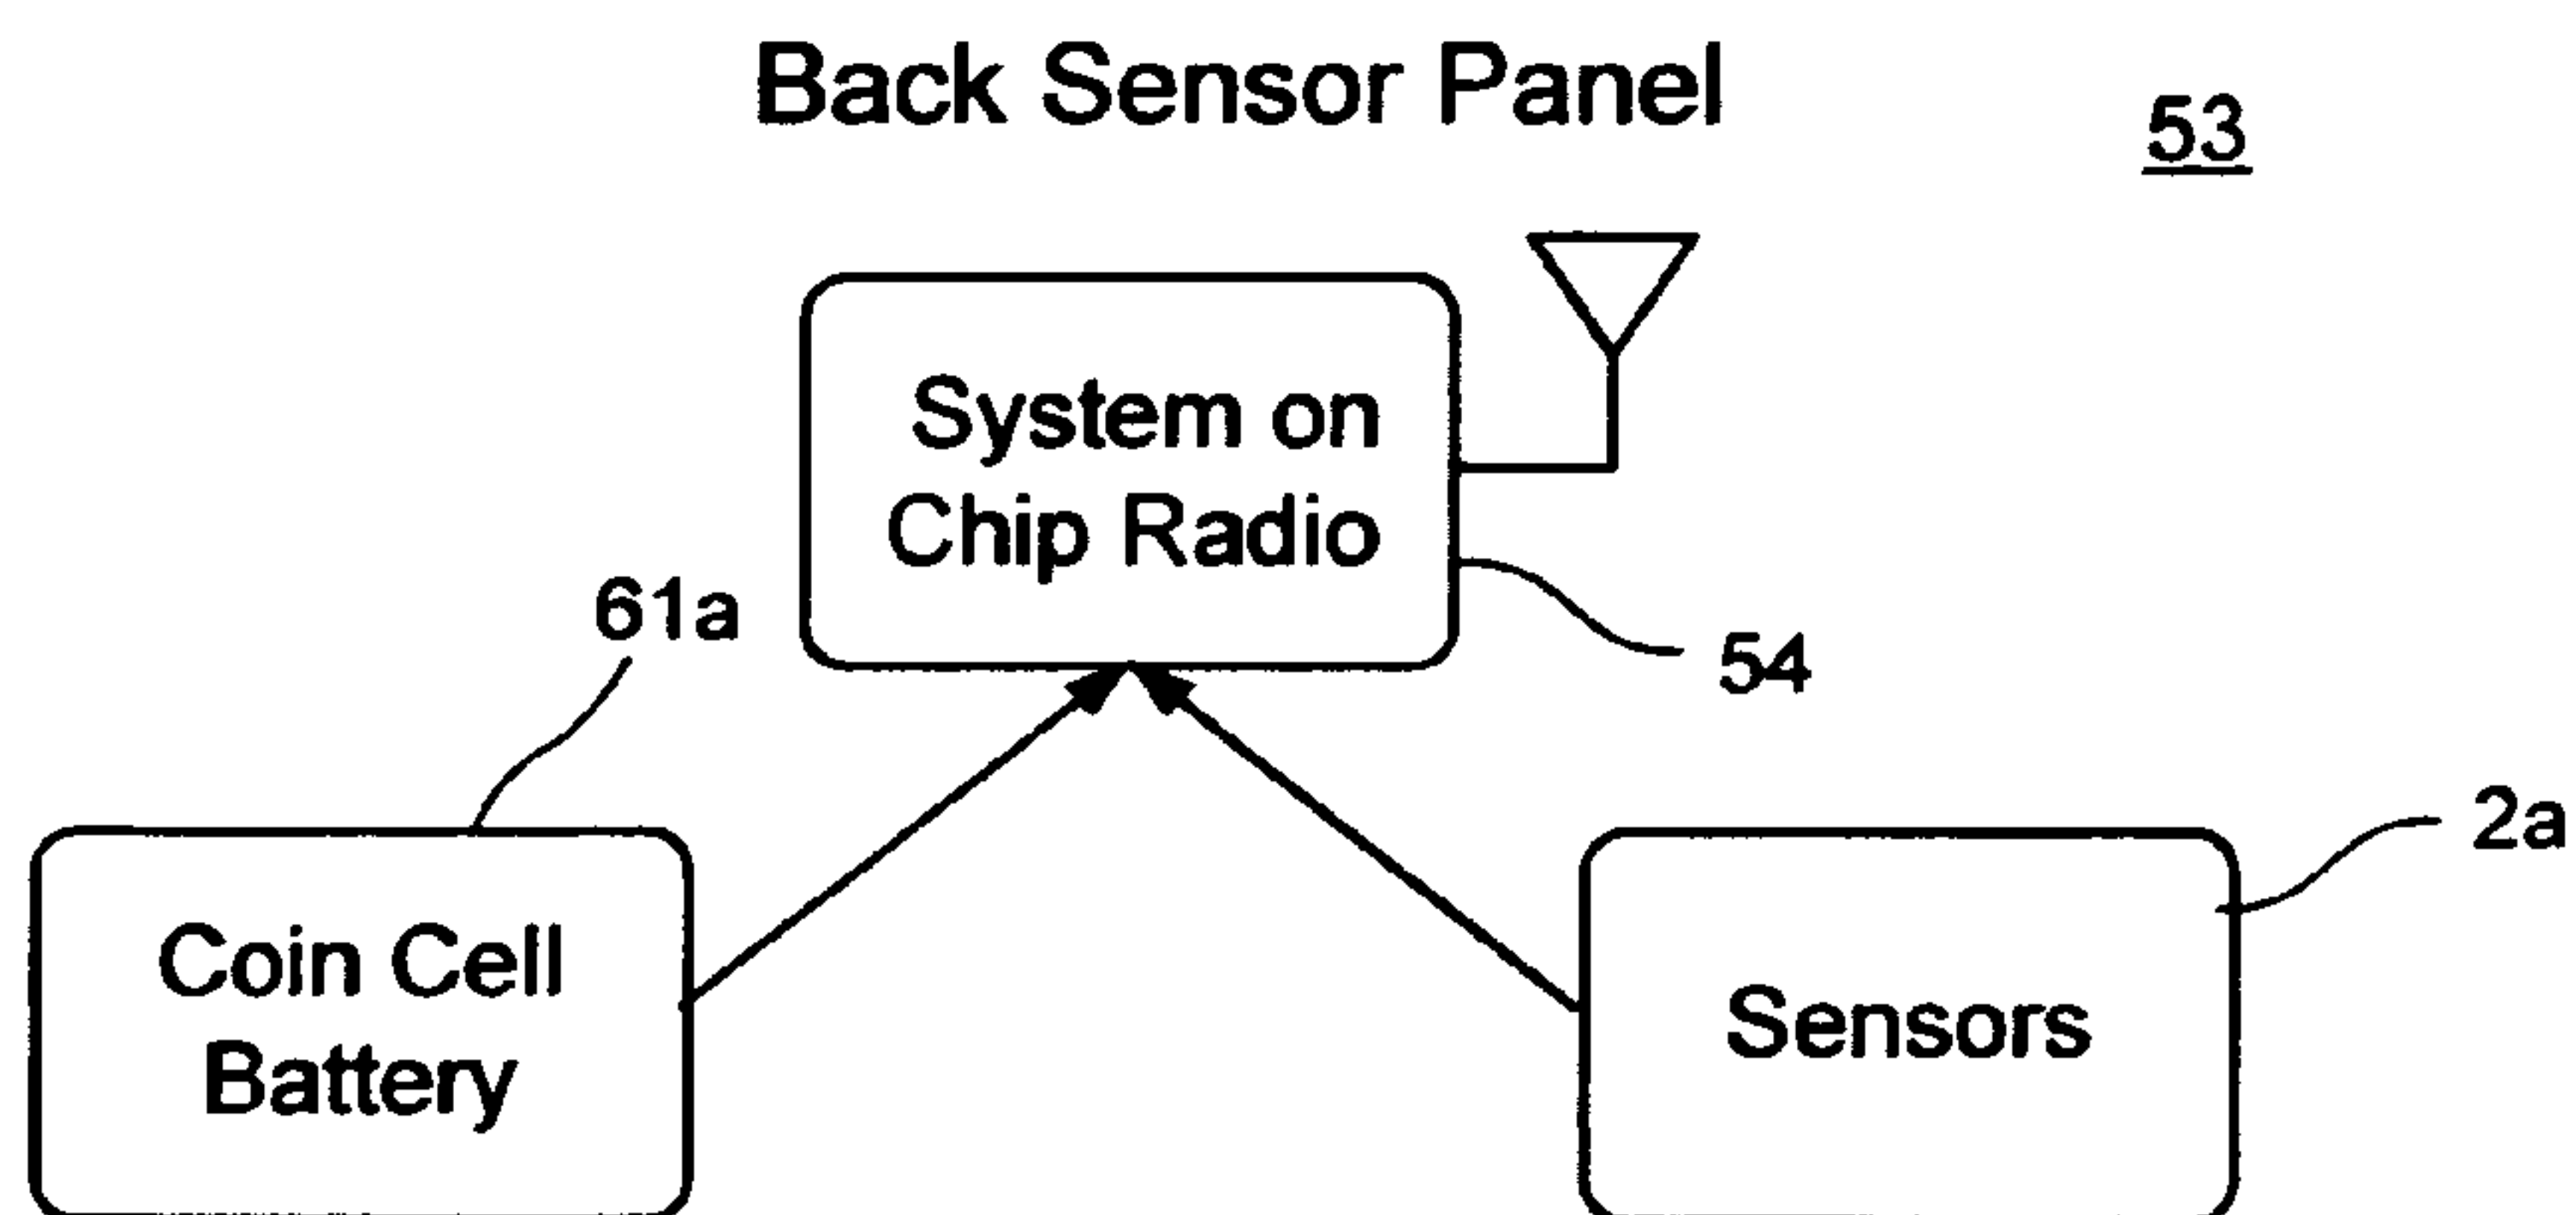 Back Sensor Panel
53
System on
Chip Radio
61a
54
2a
Coin Cell
Battery
Sensors